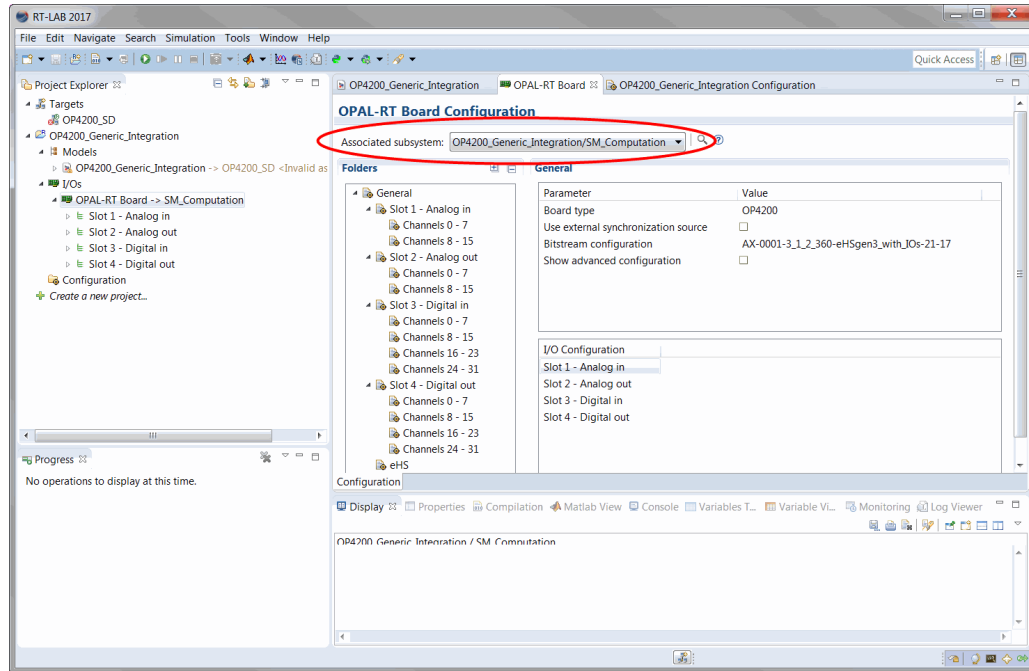 RT-LAB 2017
File Edit Navigate Search Simulation Tools Window Help
Quick Access
Project Explorer
Targets
OP4200_SD
OP4200_Generic_Integration
Models
OP4200_Generic_Integration -> OP4200_SD <Invalid as
I/Os
OPAL-RT Board -> SM_Computation
Slot 1 - Analog in
Slot 2 - Analog out
Slot 3 - Digital in
Slot 4 - Digital out
Configuration
Create a new project...
Progress
No operations to display at this time.
OP4200_Generic_Integration OPAL-RT Board OP4200_Generic_Integration Configuration
OPAL-RT Board Configuration
Associated subsystem: OP4200_Generic_Integration/SM_Computation
Folders
General
Slot 1 - Analog in
Channels 0 - 7
Channels 8 - 15
Slot 2 - Analog out
Channels 0 - 7
Channels 8 - 15
Slot 3 - Digital in
Channels 0 - 7
Channels 8 - 15
Channels 16 - 23
Channels 24 - 31
Slot 4 - Digital out
Channels 0 - 7
Channels 8 - 15
Channels 16 - 23
Channels 24 - 31
eHS
General
Parameter Value
Board type OP4200
Use external synchronization source
Bitstream configuration AX-0001-3_1_2_360-eHSgen3_with_IOs-21-17
Show advanced configuration
I/O Configuration
Slot 1 - Analog in
Slot 2 - Analog out
Slot 3 - Digital in
Slot 4 - Digital out
Configuration
Display Properties Compilation Matlab View Console Variables T... Variable Vi... Monitoring Log Viewer
OP4200_Generic_Integration / SM_Computation